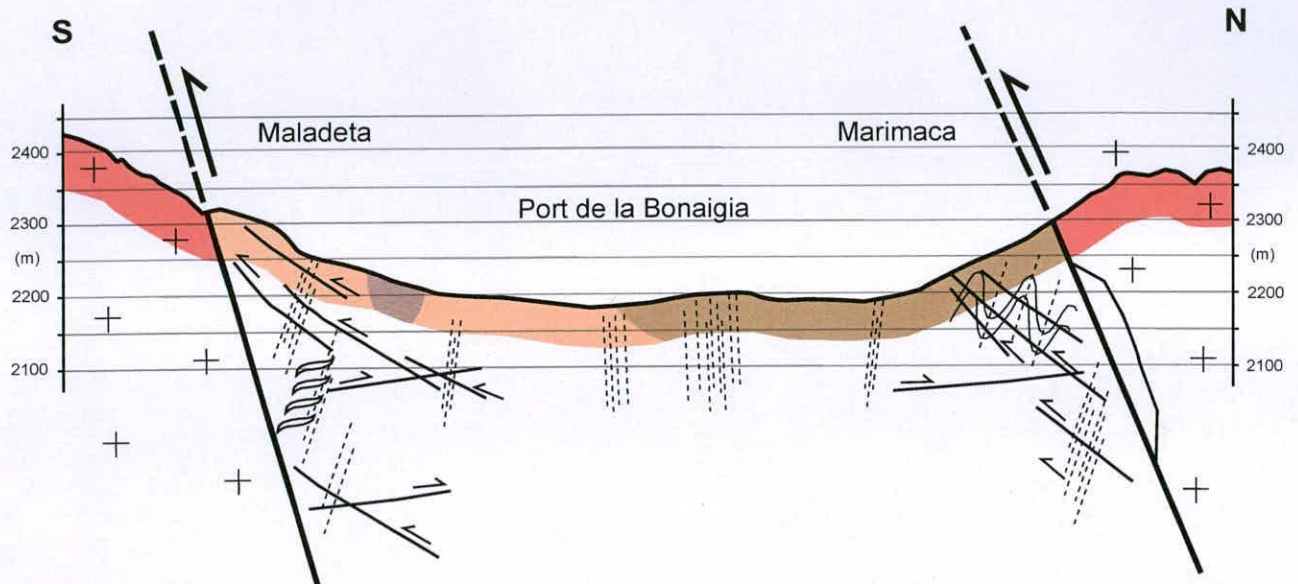 S
N
Maladeta
Marimaca
Port de la Bonaigia
2400
2300
(m)
2200
2100
2400
2300
(m)
2200
2100